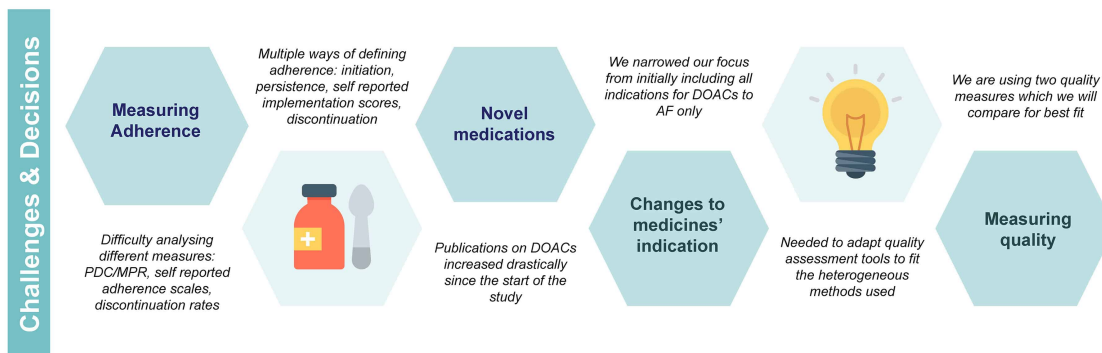 Challenges & Decisions
Measuring
Adherence
Difficulty analysing
different measures:
PDC/MPR, self reported
adherence scales,
discontinuation rates
Multiple ways of defining
adherence: initiation,
persistence, self reported
implementation scores,
discontinuation
Novel
medications
Publications on DOACs
increased drastically
since the start of the
study
We narrowed our focus
from initially including all
indications for DOACs to
AF only
Changes to
medicines’
indication
Needed to adapt quality
assessment tools to fit
the heterogeneous
methods used
We are using two quality
measures which we will
compare for best fit
Measuring
quality